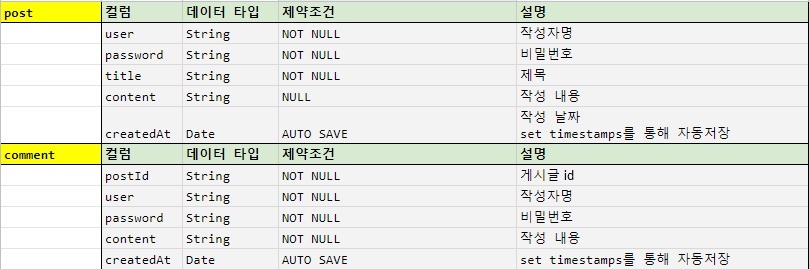 post 컬럼 데이터 타입 제약조건 설명
user String NOT NULL 작성자명
password String NOT NULL 비밀번호
title String NOT NULL 제목
content String NULL 작성 내용
작성 날짜
createdAt Date AUTO SAVE set timestamps를 통해 자동저장
comment 컬럼 데이터 타입 제약조건 설명
postId String NOT NULL 게시글 id
user String NOT NULL 작성자명
password String NOT NULL 비밀번호
content String NOT NULL 작성 내용
createdAt Date AUTO SAVE set timestamps를 통해 자동저장